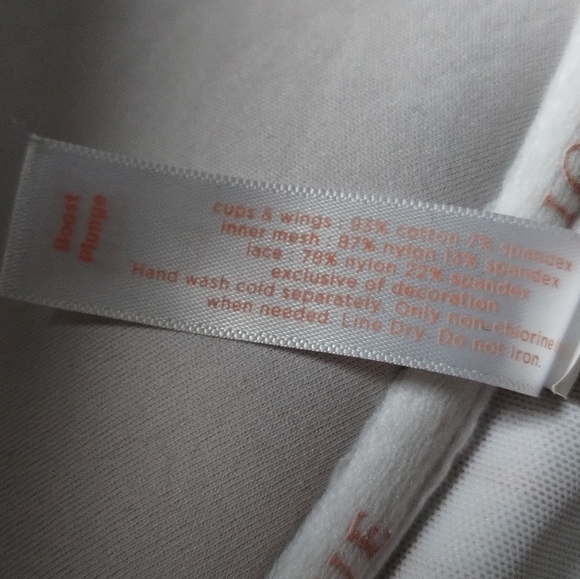 Boost
Plunge
cups & wings : 93% cotton 7% spandex
inner mesh : 87% nylon 13% spandex
lace : 78% nylon 22% spandex
exclusive of decoration
Hand wash cold separately. Only non-chlorine
when needed. Line Dry. Do not iron.